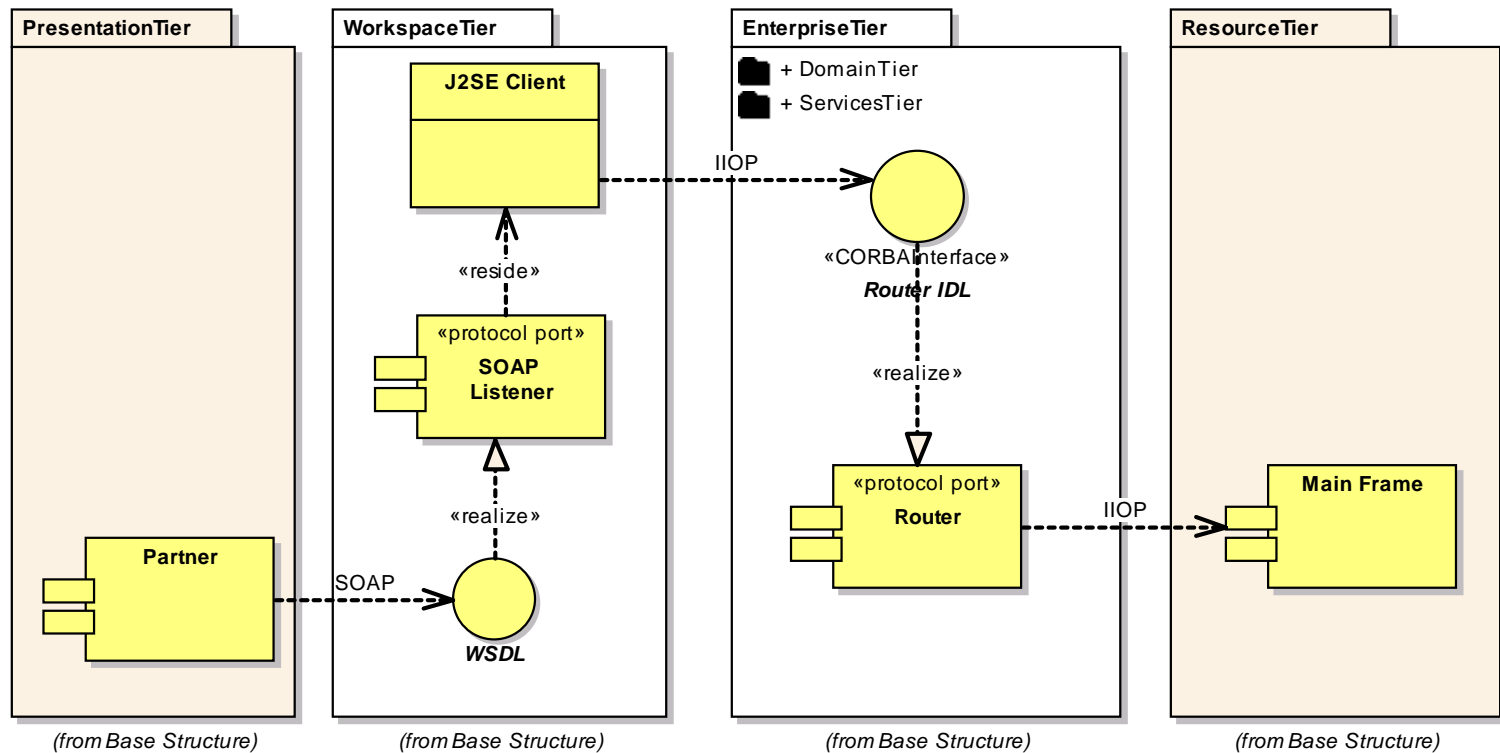 PresentationTier
WorkspaceTier
EnterpriseTier
ResourceTier
J2SE Client
+ DomainTier
+ ServicesTier
IIOP
«reside»
«CORBAInterface»
Router IDL
«protocol port»
SOAP
Listener
«realize»
«realize»
«protocol port»
Router
IIOP
Main Frame
Partner
SOAP
WSDL
(from Base Structure)
(from Base Structure)
(from Base Structure)
(from Base Structure)